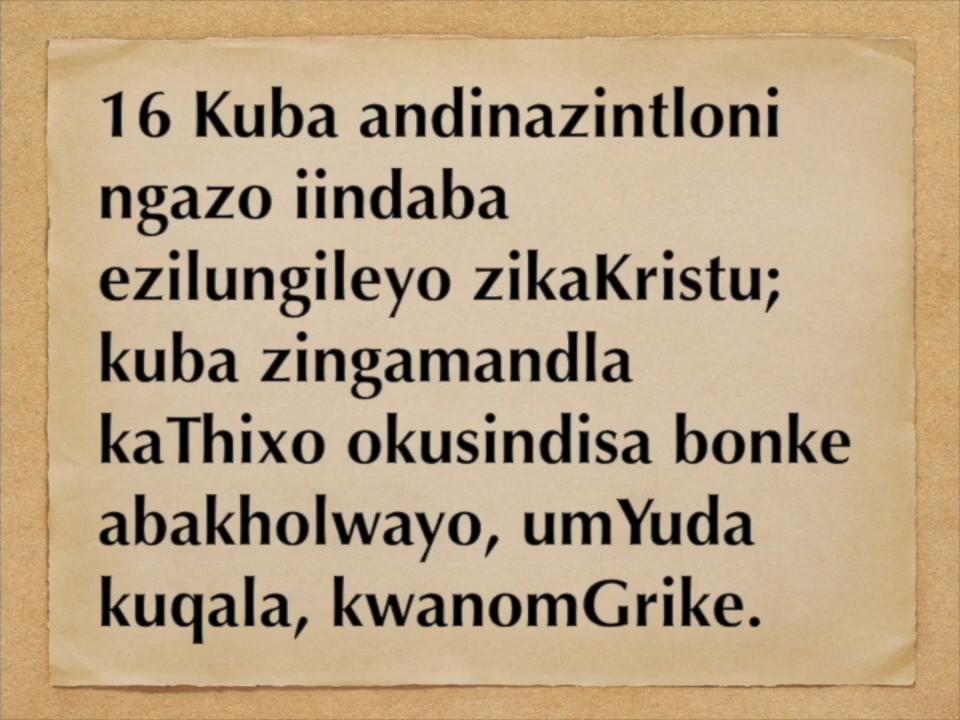 16 Kuba andinazintloni
ngazo iindaba
ezilungileyo zikaKristu;
kuba zingamandla
kaThixo okusindisa bonke
abakholwayo, umYuda
kuqala, kwanomGrike.